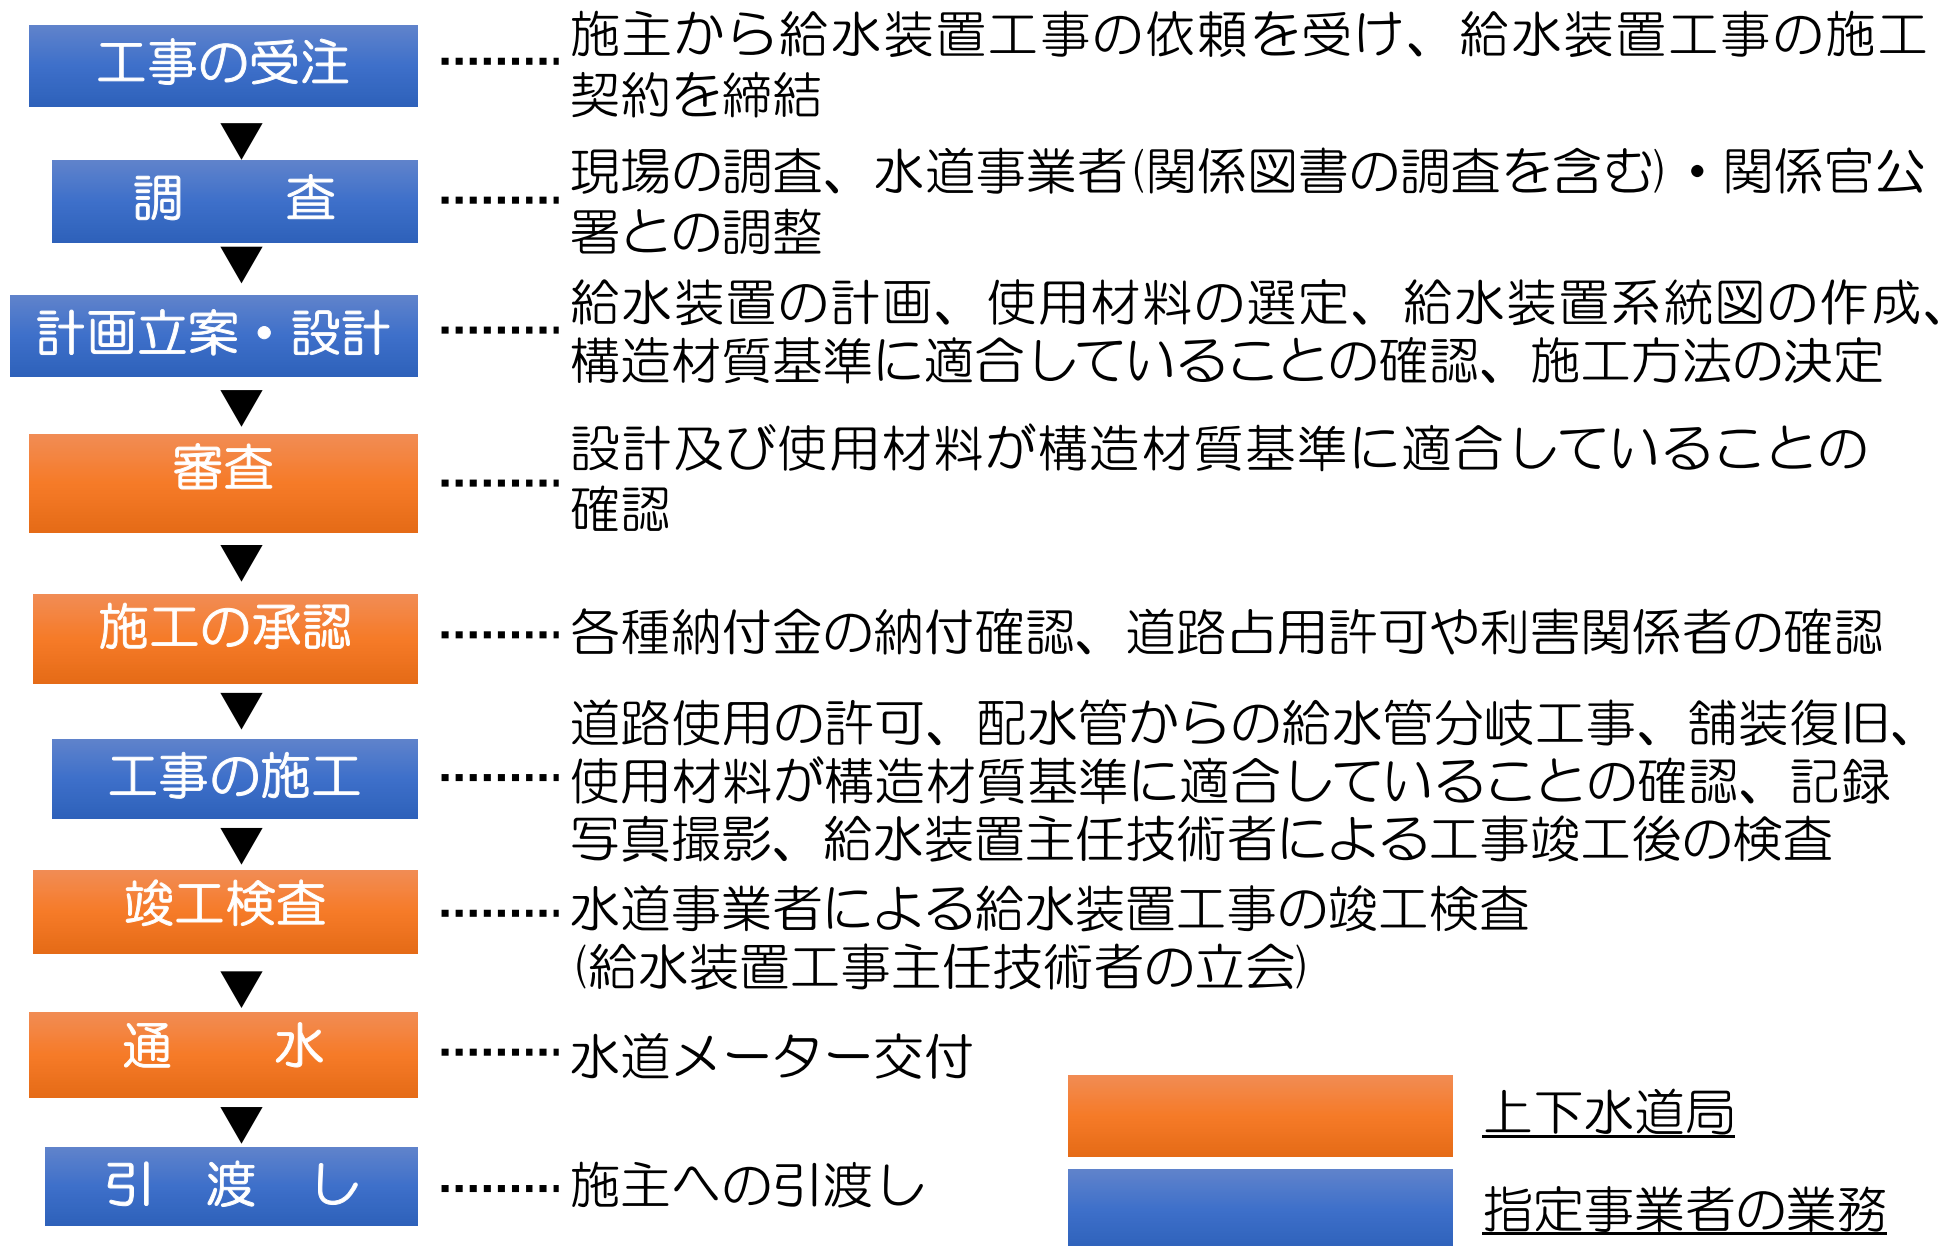 工事の受注
施主から給水装置工事の依頼を受け、給水装置工事の施工
契約を締結
調　査
現場の調査、水道事業者(関係図書の調査を含む)・関係官公
署との調整
計画立案・設計
給水装置の計画、使用材料の選定、給水装置系統図の作成、
構造材質基準に適合していることの確認、施工方法の決定
審査
設計及び使用材料が構造材質基準に適合していることの
確認
施工の承認
各種納付金の納付確認、道路占用許可や利害関係者の確認
工事の施工
道路使用の許可、配水管からの給水管分岐工事、舗装復旧、
使用材料が構造材質基準に適合していることの確認、記録
写真撮影、給水装置主任技術者による工事竣工後の検査
竣工検査
水道事業者による給水装置工事の竣工検査
(給水装置工事主任技術者の立会)
通　水
水道メーター交付
引　渡　し
施主への引渡し
上下水道局
指定事業者の業務